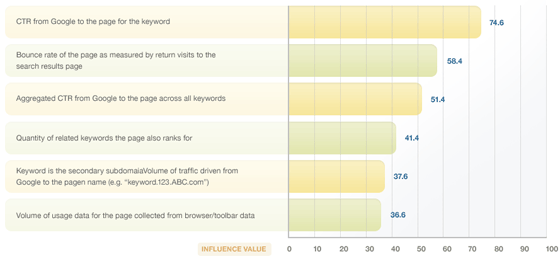 CTR from Google to the page for the keyword
74.6
Bounce rate of the page as measured by return visits to the
search results page
58.4
Aggregated CTR from Google to the page across all keywords
51.4
Quantity of related keywords the page also ranks for
41.4
Keyword is the secondary subdomaiaVolume of traffic driven from
Google to the pagen name (e.g. "keyword.123.ABC.com")
37.6
Volume of usage data for the page collected from browser/toolbar data
36.6
INFLUENCE VALUE 0 10 20 30 40 50 60 70 80 90 100